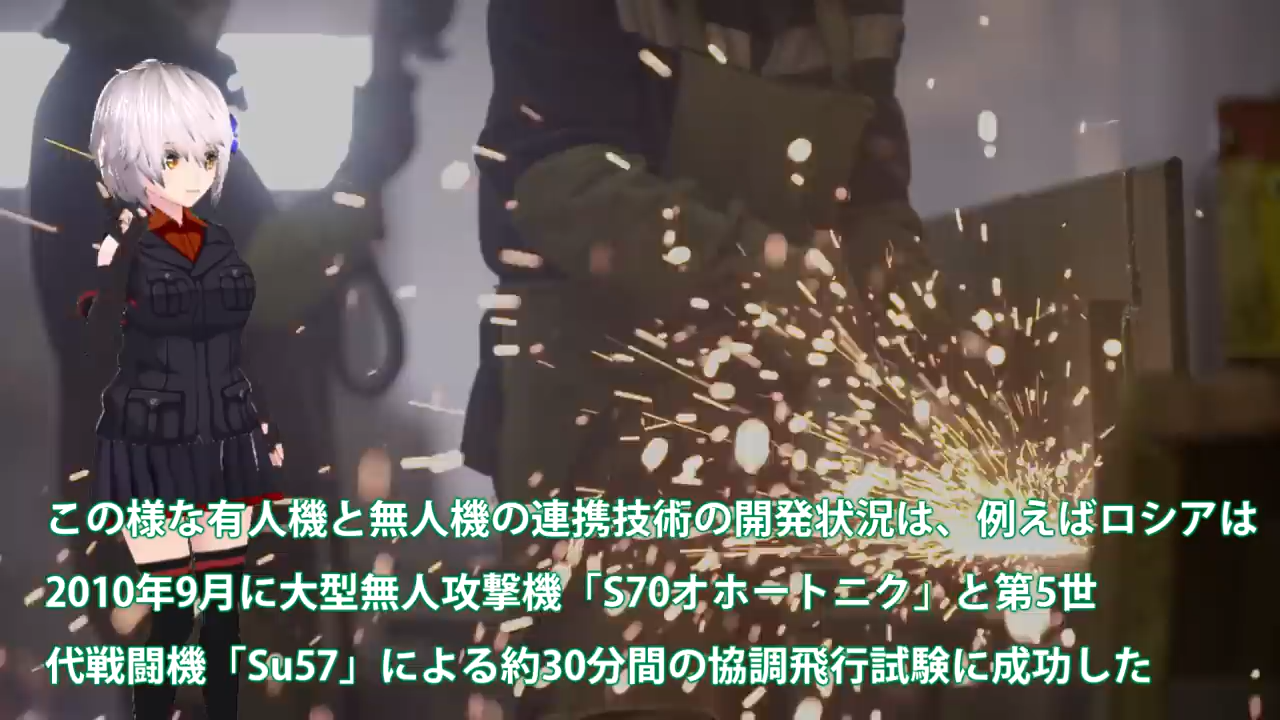 この様な有人機と無人機の連携技術の開発状況は、例えばロシアは
2010年9月に大型無人攻撃機「S70オホートニク」と第5世
代戦闘機「Su57」による約30分間の協調飛行試験に成功した